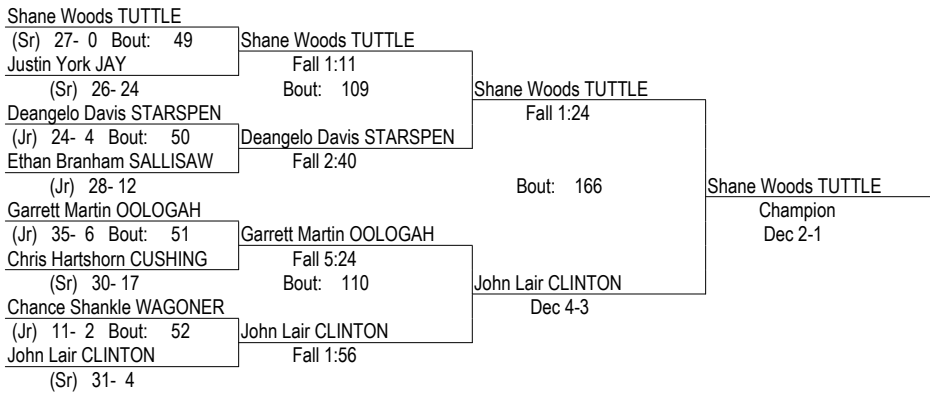 Shane Woods TUTTLE
(Sr) 27- 0 Bout: 49
Shane Woods TUTTLE
Justin York JAY
Fall 1:11
(Sr) 26- 24
Bout: 109
Shane Woods TUTTLE
Deangelo Davis STARSPEN
Fall 1:24
(Jr) 24- 4 Bout: 50
Deangelo Davis STARSPEN
Ethan Branham SALLISAW
Fall 2:40
(Jr) 28- 12
Bout: 166
Shane Woods TUTTLE
Garrett Martin OOLOGAH
Champion
(Jr) 35- 6 Bout: 51
Garrett Martin OOLOGAH
Dec 2-1
Chris Hartshorn CUSHING
Fall 5:24
(Sr) 30- 17
Bout: 110
John Lair CLINTON
Chance Shankle WAGONER
Dec 4-3
(Jr) 11- 2 Bout: 52
John Lair CLINTON
John Lair CLINTON
Fall 1:56
(Sr) 31- 4